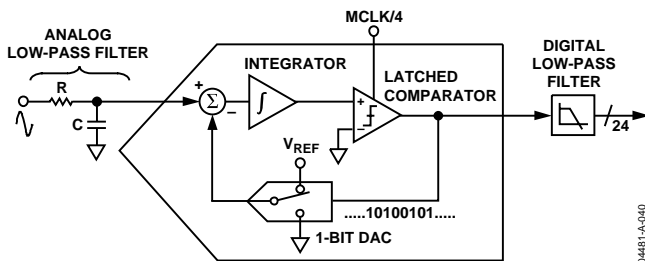 MCLK/4
ANALOG
LOW-PASS FILTER
INTEGRATOR
DIGITAL
LOW-PASS
FILTER
LATCHED
COMPARATOR
R
+
Σ
–
∫
+
–
C
24
VREF
.....10100101.....
1-BIT DAC
04481-A-040